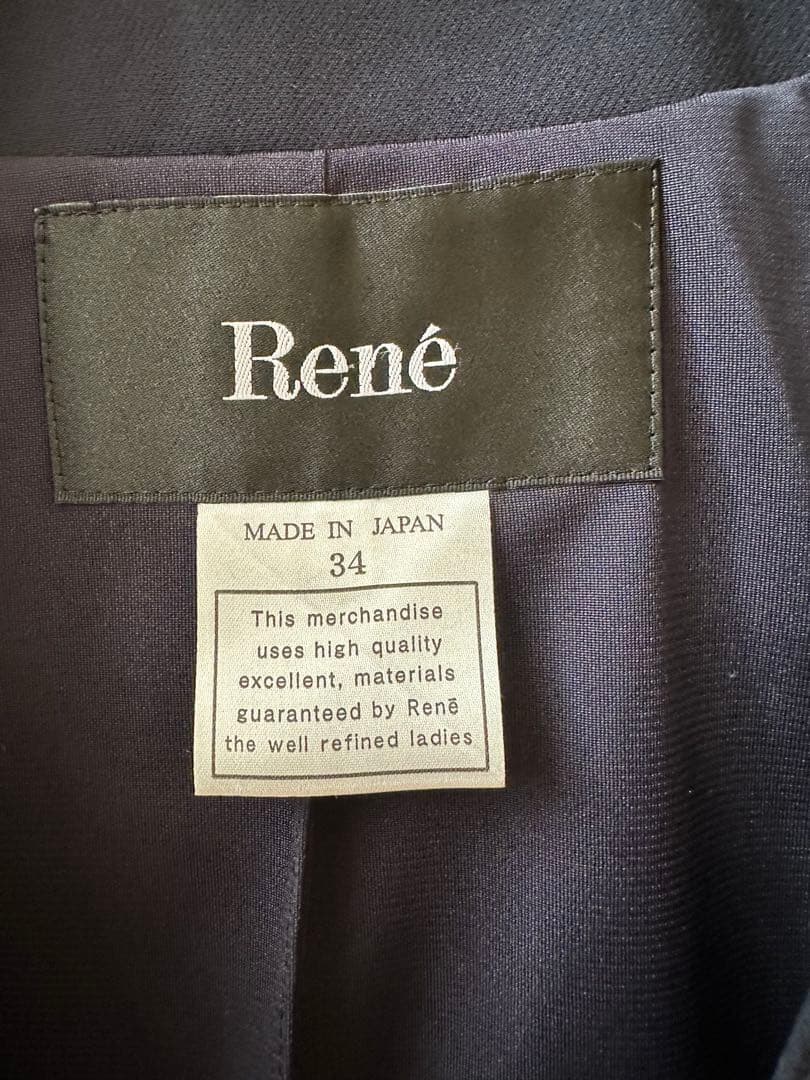 René
MADE IN JAPAN
34
This merchandise
uses high quality
excellent, materials
guaranteed by Renē
the well refined ladies